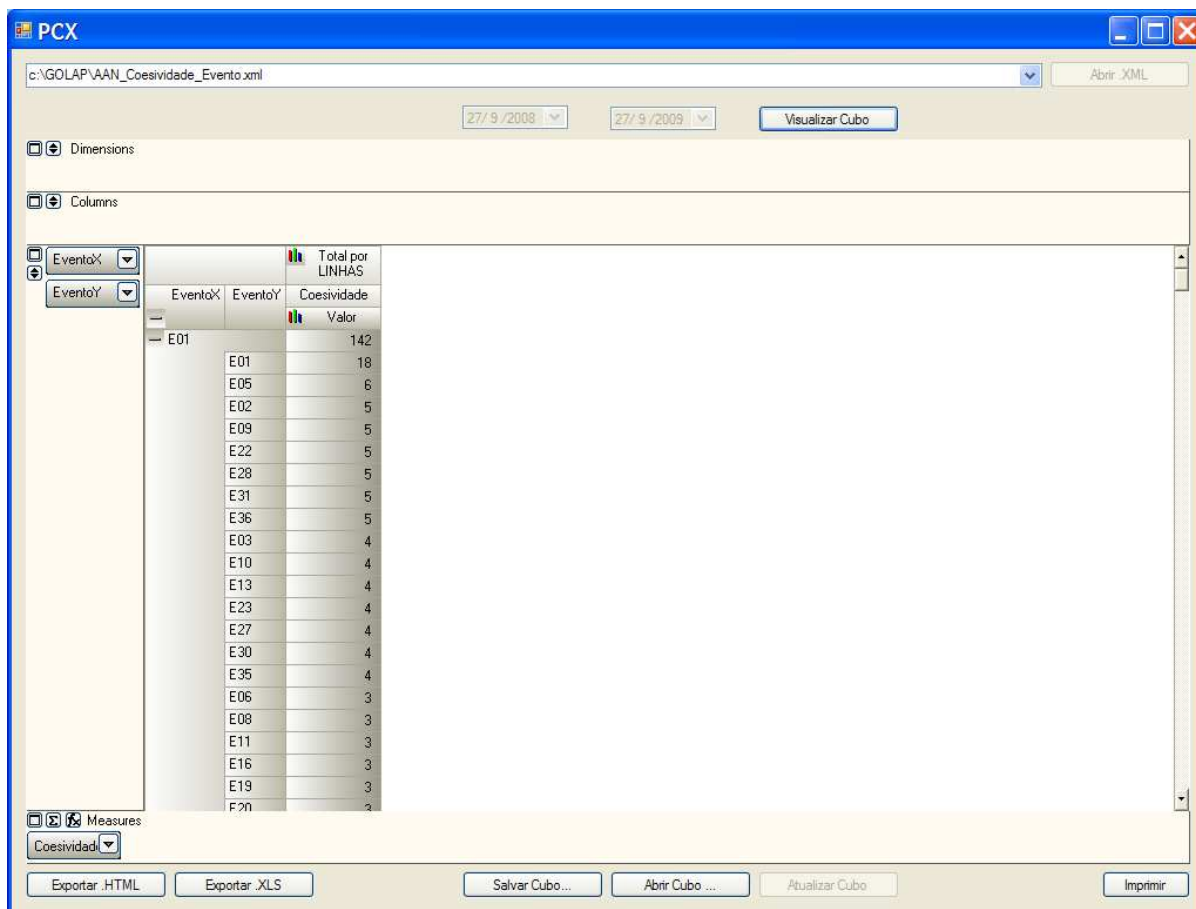 PCX
c:\GOLAP\AAN_Coesividade_Evento.xml Abrir .XML
27/ 9 /2008 27/ 9 /2009 Visualizar Cubo
Dimensions
Columns
EventoX Total por
LINHAS
EventoY EventoX EventoY Coesividade
Valor
E01 142
E01 18
E05 6
E02 5
E09 5
E22 5
E28 5
E31 5
E36 5
E03 4
E10 4
E13 4
E23 4
E27 4
E30 4
E35 4
E06 3
E08 3
E11 3
E16 3
E19 3
E20 3
Σ fx Measures
Coesividad
Exportar .HTML Exportar .XLS Salvar Cubo... Abrir Cubo ... Atualizar Cubo Imprimir